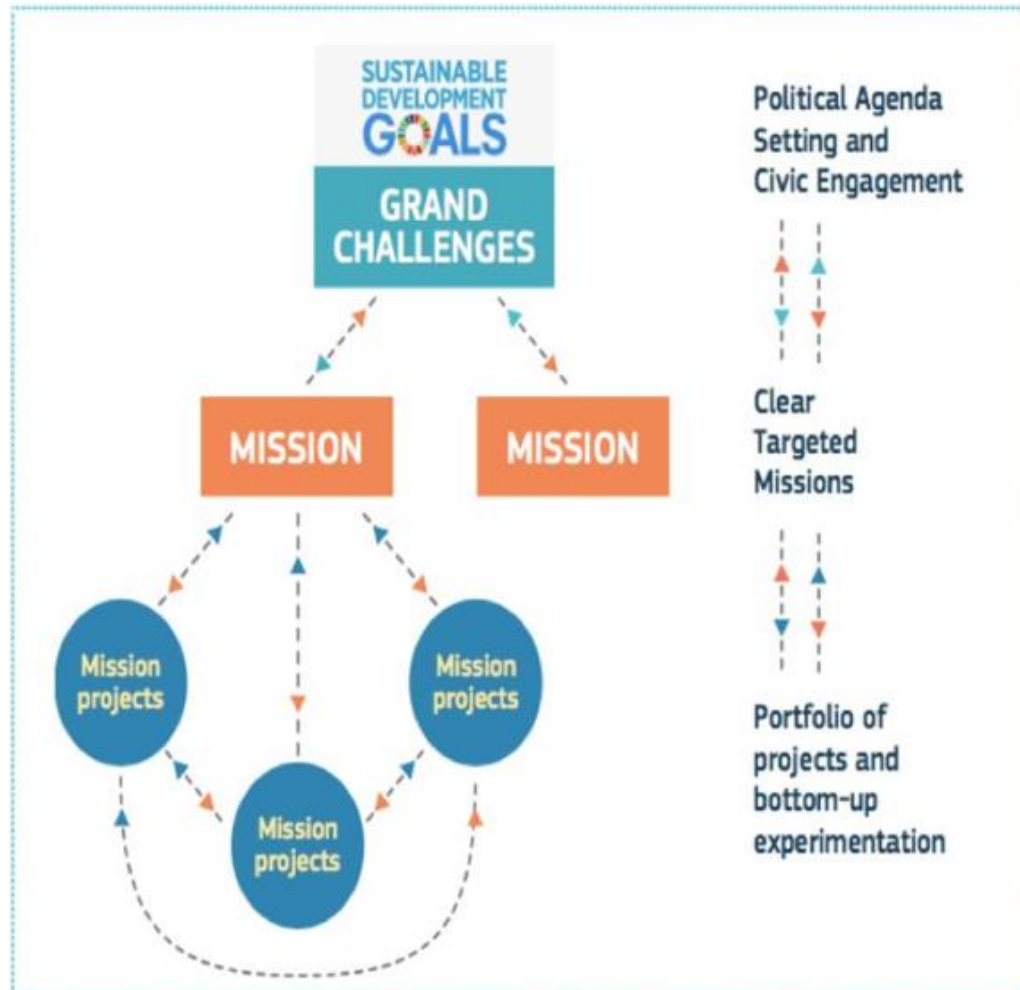 SUSTAINABLE
DEVELOPMENT
GOALS
GRAND
CHALLENGES
MISSION
MISSION
Mission
projects
Mission
projects
Mission
projects
Political Agenda
Setting and
Civic Engagement
Clear
Targeted
Missions
Portfolio of
projects and
bottom-up
experimentation